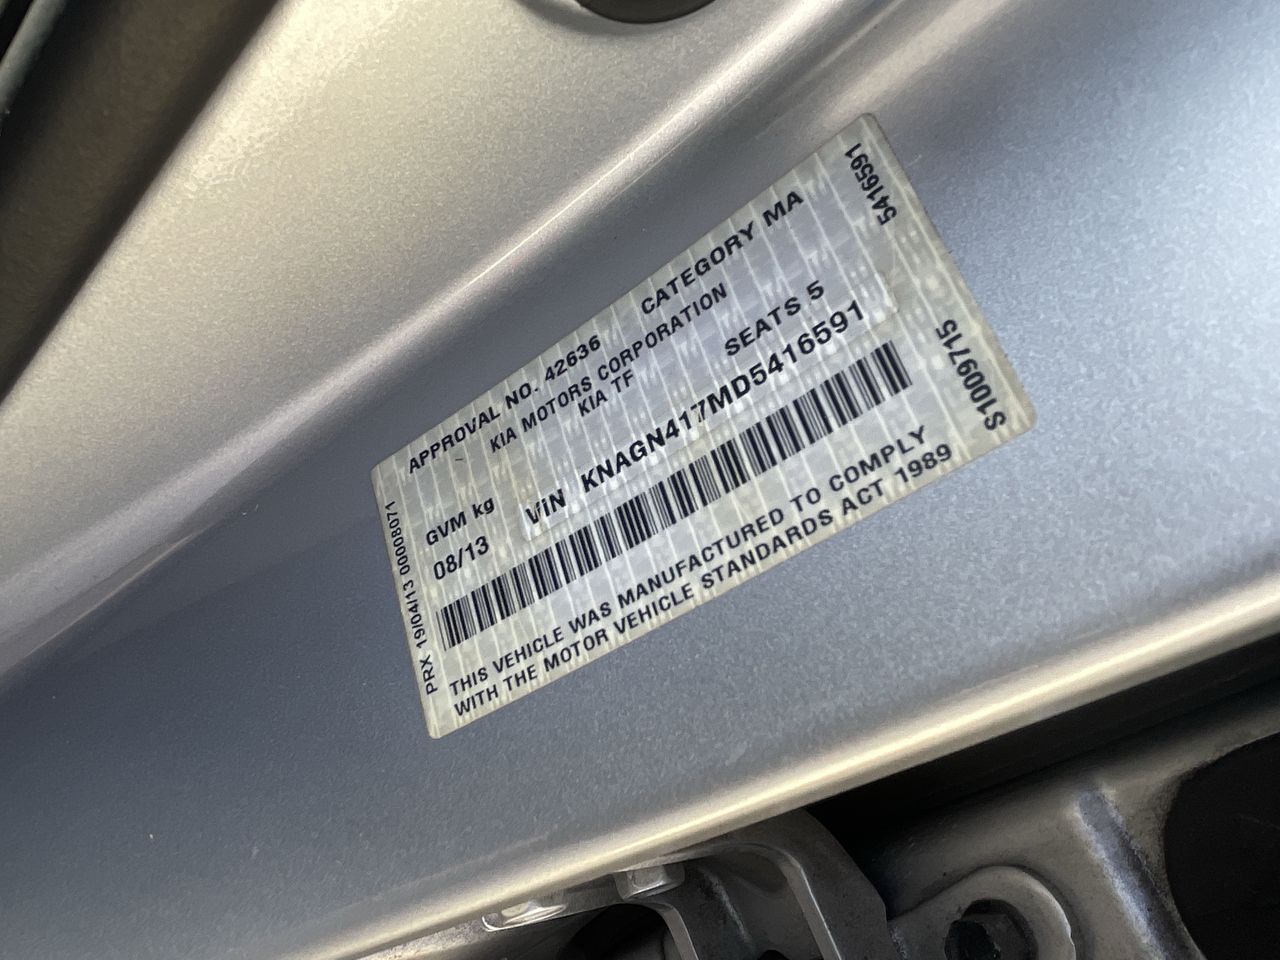 APPROVAL NO. 42636 CATEGORY MA
KIA MOTORS CORPORATION
KIA TF
GVM kg SEATS 5
08/13 VIN KNAGN417MD5416591
THIS VEHICLE WAS MANUFACTURED TO COMPLY
WITH THE MOTOR VEHICLE STANDARDS ACT 1989
PRX 19/04/13 00008071
5416591
S1009715